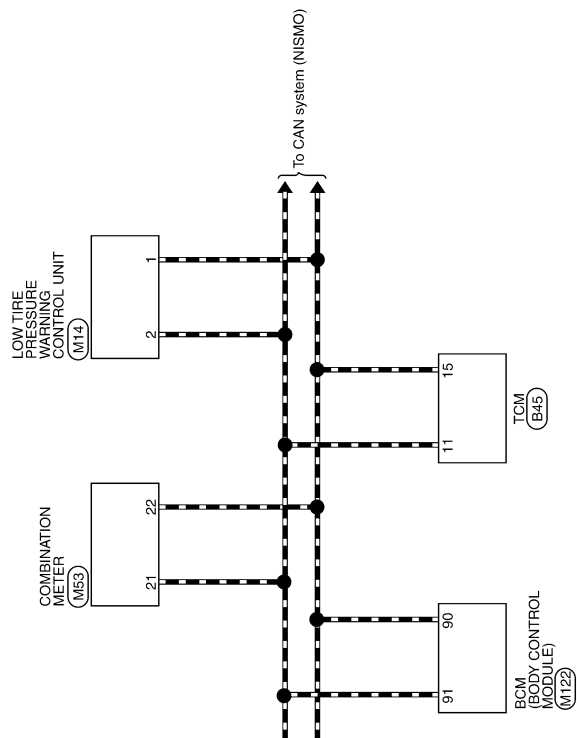 To CAN system (NISMO)
LOW TIRE
PRESSURE
WARNING
CONTROL UNIT
M14
1
2
15
11
TCM
B45
COMBINATION
METER
M53
22
21
90
91
BCM
(BODY CONTROL
MODULE)
M122